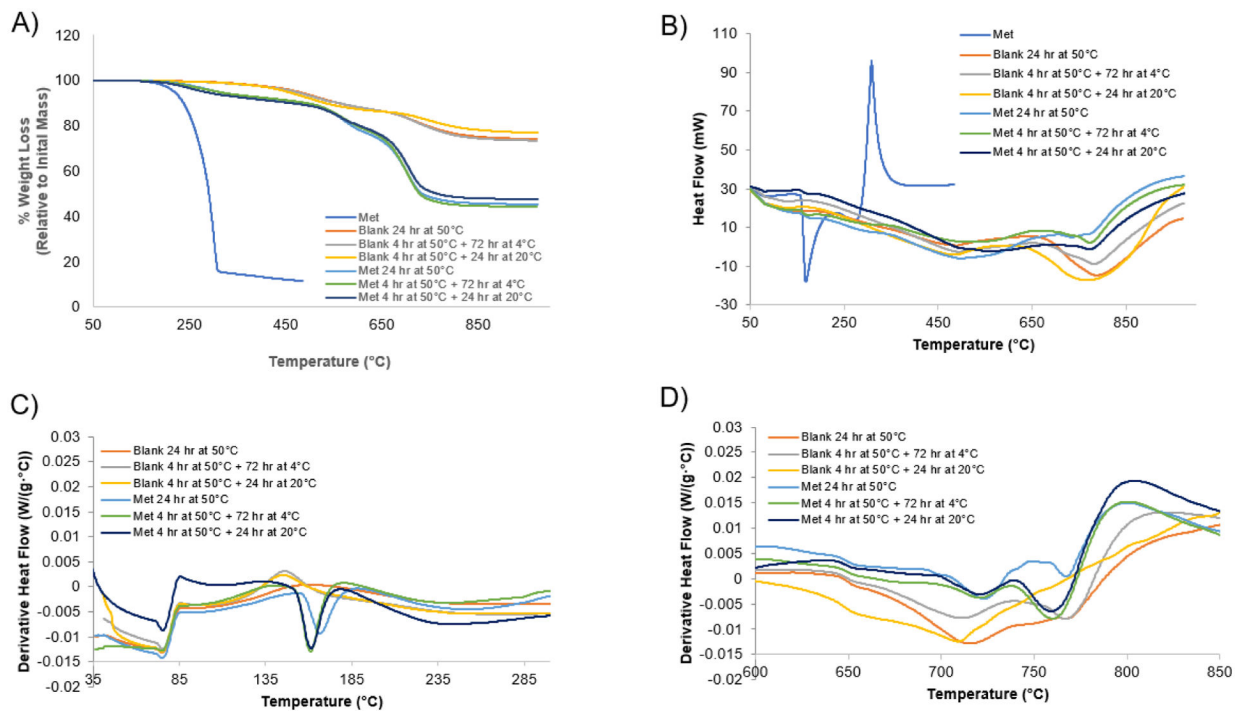 A)
120
100
80
60
40
20
0
50
250
450
650
850
% Weight Loss
(Relative to Inital Mass)
Temperature (°C)
Met
Blank 24 hr at 50°C
Blank 4 hr at 50°C + 72 hr at 4°C
Blank 4 hr at 50°C + 24 hr at 20°C
Met 24 hr at 50°C
Met 4 hr at 50°C + 72 hr at 4°C
Met 4 hr at 50°C + 24 hr at 20°C
B)
110
90
70
50
30
10
-10
-30
50
250
450
650
850
Heat Flow (mW)
Temperature (°C)
Met
Blank 24 hr at 50°C
Blank 4 hr at 50°C + 72 hr at 4°C
Blank 4 hr at 50°C + 24 hr at 20°C
Met 24 hr at 50°C
Met 4 hr at 50°C + 72 hr at 4°C
Met 4 hr at 50°C + 24 hr at 20°C
C)
0.03
0.025
0.02
0.015
0.01
0.005
0
-0.005
-0.01
-0.015
-0.02
35
85
135
185
235
285
Derivative Heat Flow (W/(g·°C))
Temperature (°C)
Blank 24 hr at 50°C
Blank 4 hr at 50°C + 72 hr at 4°C
Blank 4 hr at 50°C + 24 hr at 20°C
Met 24 hr at 50°C
Met 4 hr at 50°C + 72 hr at 4°C
Met 4 hr at 50°C + 24 hr at 20°C
D)
0.03
0.025
0.02
0.015
0.01
0.005
0
-0.005
-0.01
-0.015
-0.02
600
650
700
750
800
850
Derivative Heat Flow (W/(g·°C))
Temperature (°C)
Blank 24 hr at 50°C
Blank 4 hr at 50°C + 72 hr at 4°C
Blank 4 hr at 50°C + 24 hr at 20°C
Met 24 hr at 50°C
Met 4 hr at 50°C + 72 hr at 4°C
Met 4 hr at 50°C + 24 hr at 20°C